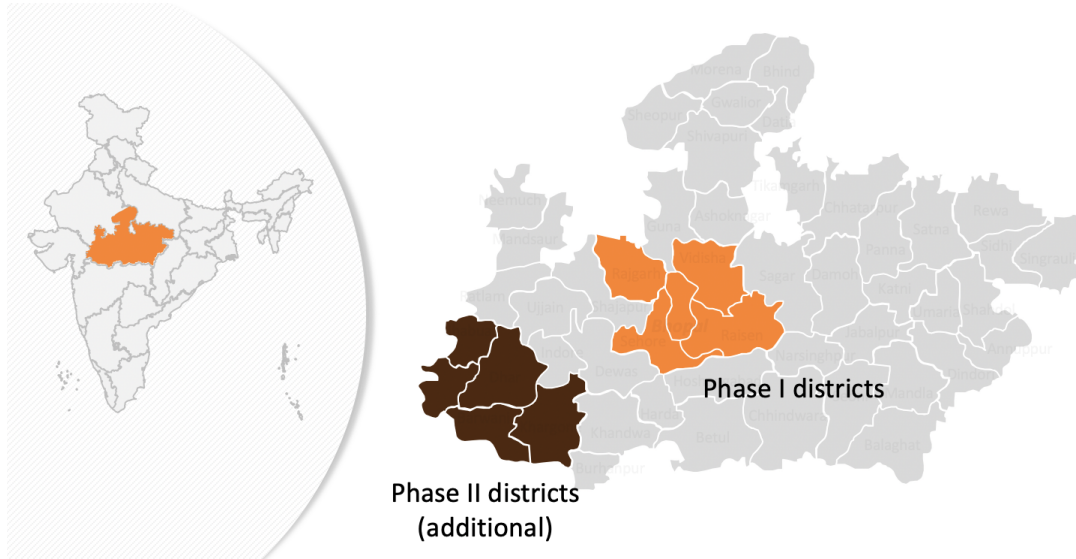 Morena
Bhind
Gwalior
Sheopur
Datia
Shivapuri
Tikamgarh
Neemuch
Chhatarpur
Rewa
Ashoknagar
Satna
Guna
Mandsaur
Panna
Sidhi
Vidisha
Singrauli
Rajgarh
Sagar
Damoh
Katni
Ratlam
Ujjain
Shajapur
Umaria
Shahdol
Bhopal
Jabalpur
Sehore
Raisen
Indore
Narsinghpur
Anuppur
Dewas
Dindori
Phase I districts
Mandla
Harda
Chhindwara
Khandwa
Betul
Balaghat
Burhanpur
Phase II districts
(additional)